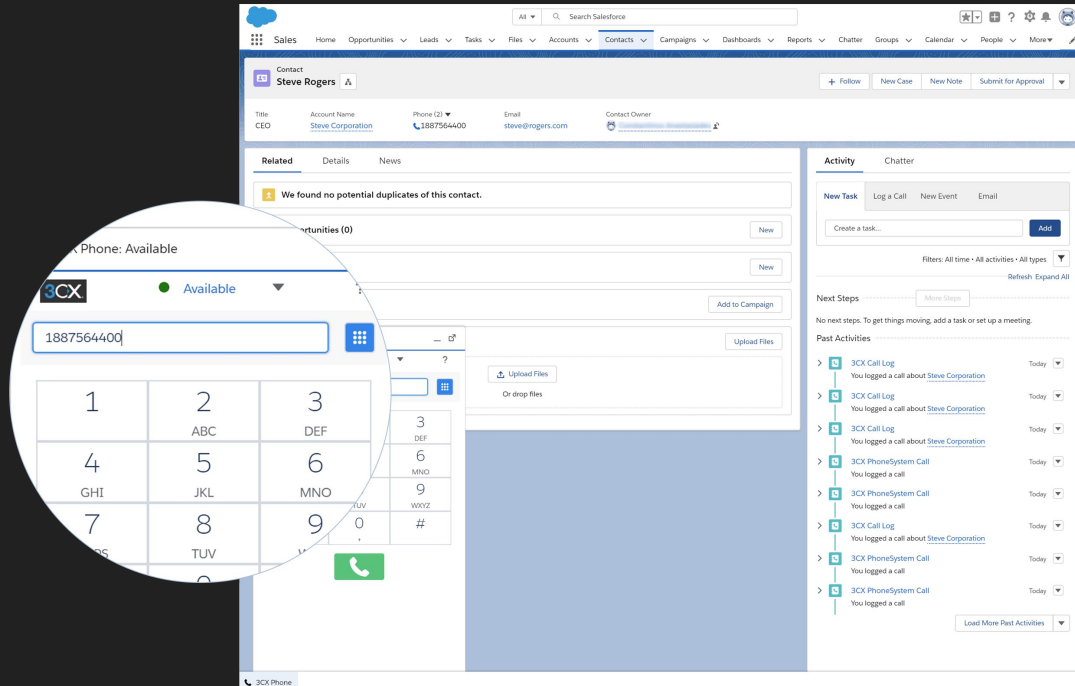 All
Search Salesforce
Sales Home Opportunities Leads Tasks Files Accounts Contacts Campaigns Dashboards Reports Chatter Groups Calendar People More
Contact
Steve Rogers
+ Follow New Case New Note Submit for Approval
Title Account Name Phone (2) Email Contact Owner
CEO Steve Corporation 1887564400 steve@rogers.com
Related Details News
We found no potential duplicates of this contact.
(0)
New
New
Add to Campaign
Upload Files
Upload Files
Or drop files
Phone: Available
3CX Available
1887564400
1
2 ABC
3 DEF
4 GHI
5 JKL
6 MNO
7
8 TUV
9
?
3 DEF
6 MNO
9 WXYZ
0
#
3CX Phone
Activity Chatter
New Task Log a Call New Event Email
Create a task...
Add
Filters: All time • All activities • All types
Refresh Expand All
Next Steps
More Steps
No next steps. To get things moving, add a task or set up a meeting.
Past Activities
3CX Call Log Today
You logged a call about Steve Corporation
3CX Call Log Today
You logged a call about Steve Corporation
3CX Call Log Today
You logged a call about Steve Corporation
3CX PhoneSystem Call Today
You logged a call
3CX PhoneSystem Call Today
You logged a call
3CX Call Log Today
You logged a call about Steve Corporation
3CX PhoneSystem Call Today
You logged a call
3CX PhoneSystem Call Today
You logged a call
Load More Past Activities